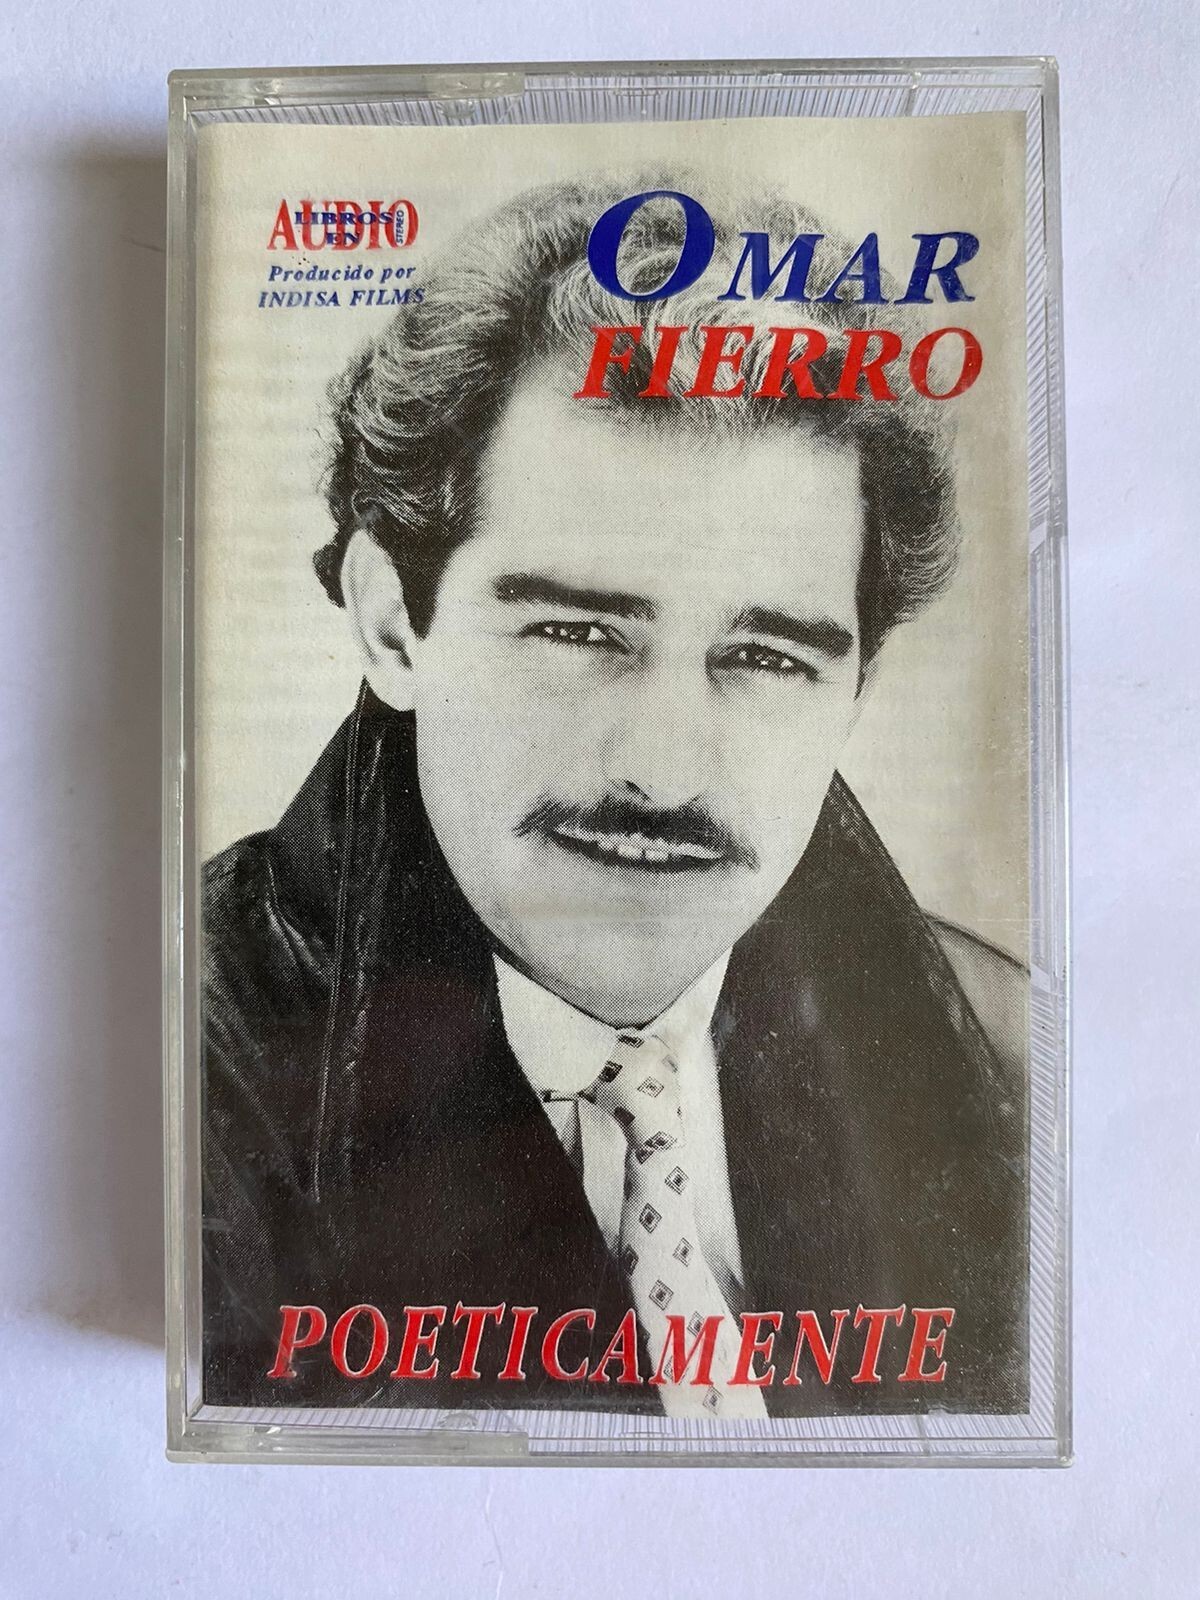 AUDIO
LIBROS
EN
STEREO
Producido por
INDISA FILMS
OMAR
FIERRO
POETICAMENTE